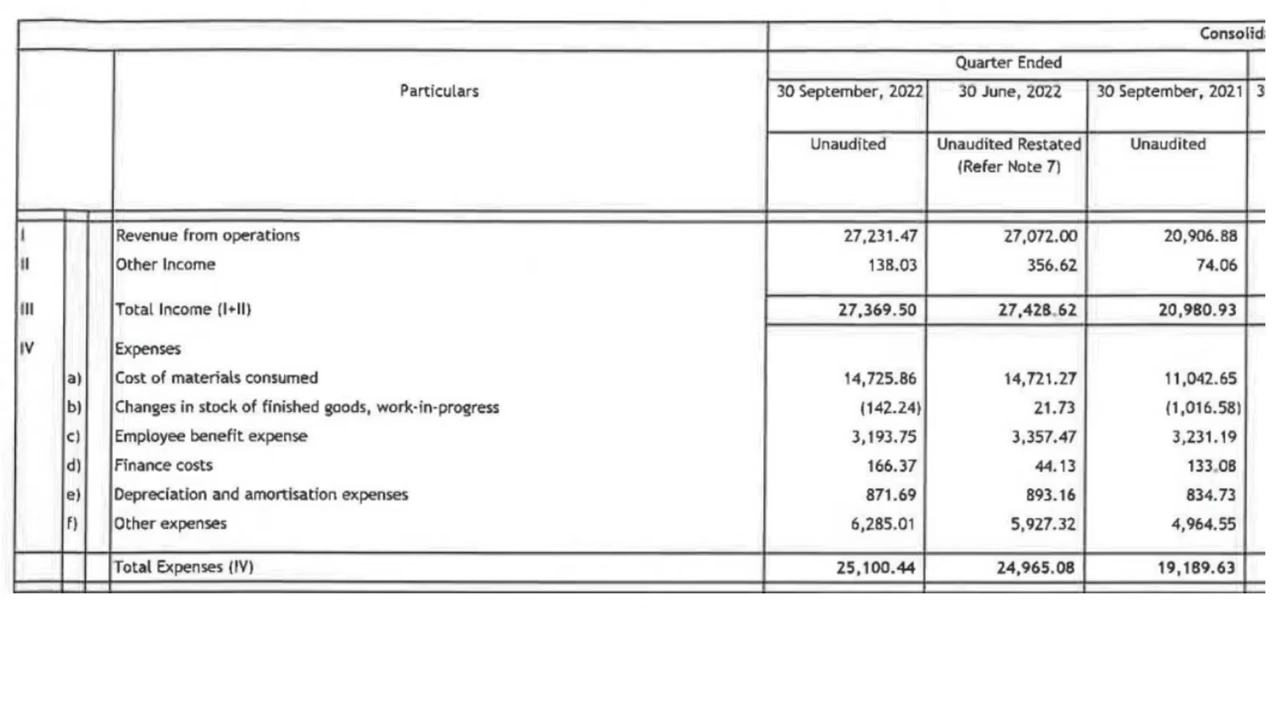 Consolid
Quarter Ended
Particulars 30 September, 2022 30 June, 2022 30 September, 2021 3
Unaudited Unaudited Restated Unaudited
(Refer Note 7)
I Revenue from operations 27,231.47 27,072.00 20,906.88
II Other Income 138.03 356.62 74.06
III Total Income (I+II) 27,369.50 27,428.62 20,980.93
IV Expenses
a) Cost of materials consumed 14,725.86 14,721.27 11,042.65
b) Changes in stock of finished goods, work-in-progress (142.24) 21.73 (1,016.58)
c) Employee benefit expense 3,193.75 3,357.47 3,231.19
d) Finance costs 166.37 44.13 133.08
e) Depreciation and amortisation expenses 871.69 893.16 834.73
f) Other expenses 6,285.01 5,927.32 4,964.55
Total Expenses (IV) 25,100.44 24,965.08 19,189.63